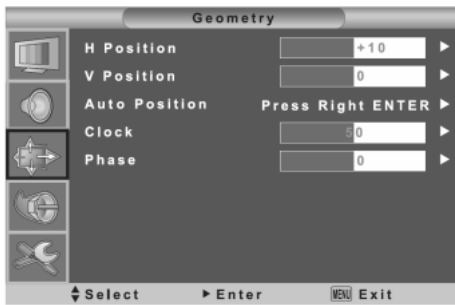 Geometry
H Position +10 ►
V Position 0 ►
Auto Position Press Right ENTER ►
Clock 50 ►
Phase 0 ►
Select ► Enter MENU Exit